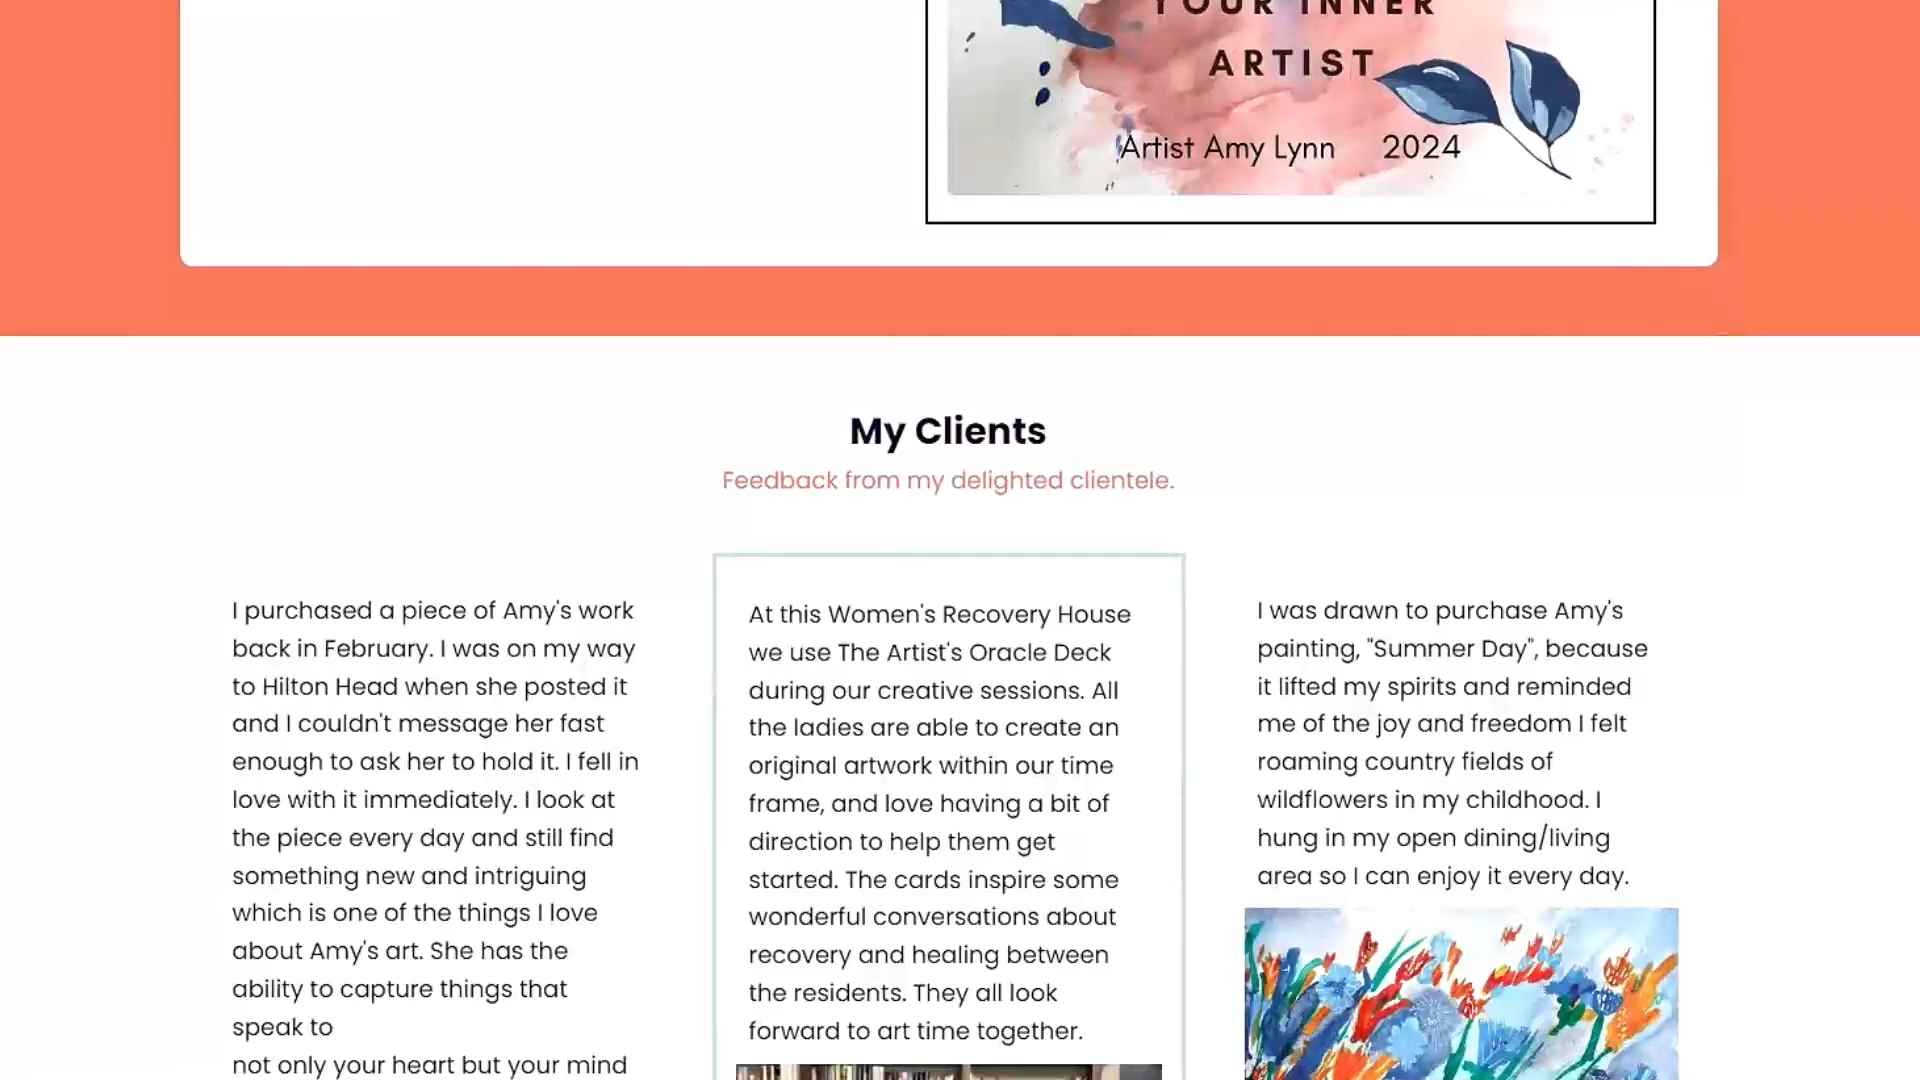 YOUR INNER
ARTIST
Artist Amy Lynn 2024
My Clients
Feedback from my delighted clientele.
I purchased a piece of Amy's work
back in February. I was on my way
to Hilton Head when she posted it
and I couldn't message her fast
enough to ask her to hold it. I fell in
love with it immediately. I look at
the piece every day and still find
something new and intriguing
which is one of the things I love
about Amy's art. She has the
ability to capture things that
speak to
not only your heart but your mind
At this Women's Recovery House
we use The Artist's Oracle Deck
during our creative sessions. All
the ladies are able to create an
original artwork within our time
frame, and love having a bit of
direction to help them get
started. The cards inspire some
wonderful conversations about
recovery and healing between
the residents. They all look
forward to art time together.
I was drawn to purchase Amy's
painting, "Summer Day", because
it lifted my spirits and reminded
me of the joy and freedom I felt
roaming country fields of
wildflowers in my childhood. I
hung in my open dining/living
area so I can enjoy it every day.